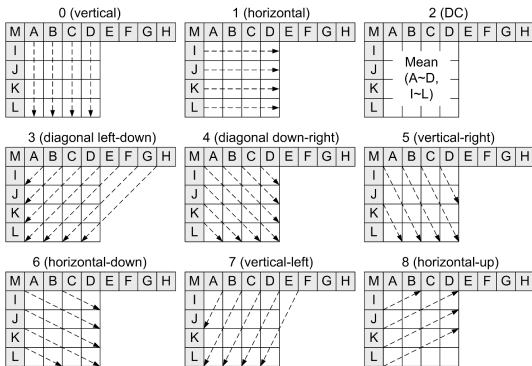 0 (vertical)
M A B C D E F G H
I
J
K
L
1 (horizontal)
M A B C D E F G H
I
J
K
L
2 (DC)
M A B C D E F G H
I
J
K
L
Mean
(A~D,
I~L)
3 (diagonal left-down)
M A B C D E F G H
I
J
K
L
4 (diagonal down-right)
M A B C D E F G H
I
J
K
L
5 (vertical-right)
M A B C D E F G H
I
J
K
L
6 (horizontal-down)
M A B C D E F G H
I
J
K
L
7 (vertical-left)
M A B C D E F G H
I
J
K
L
8 (horizontal-up)
M A B C D E F G H
I
J
K
L